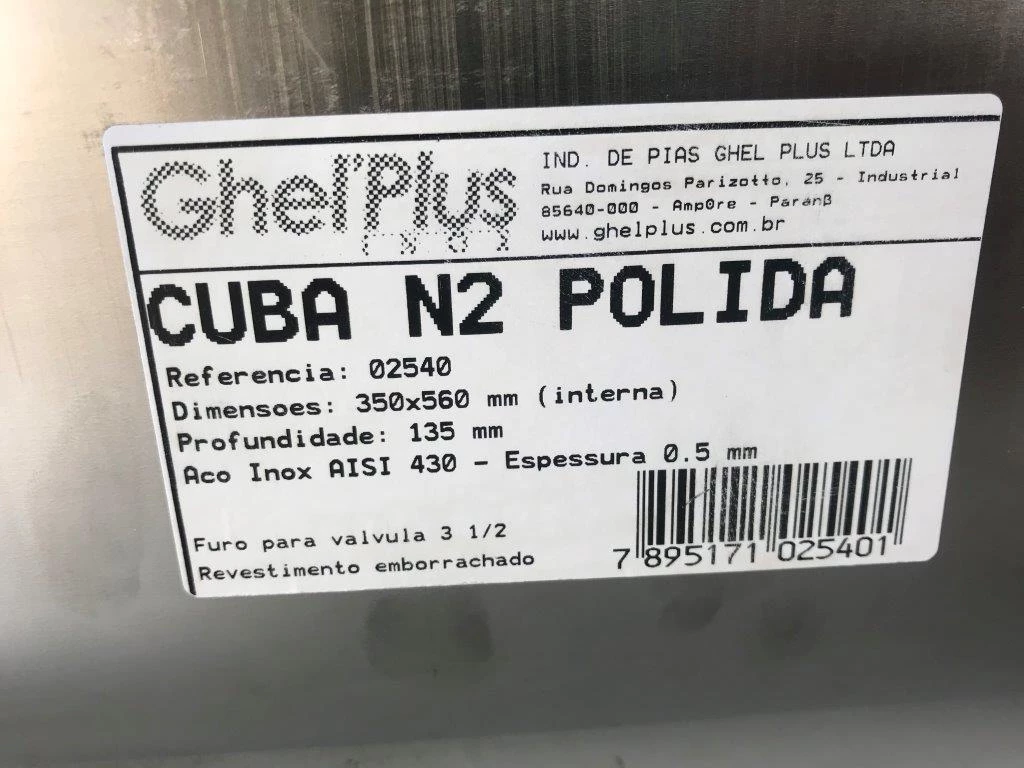 Ghel'Plus
inox
IND. DE PIAS GHEL PLUS LTDA
Rua Domingos Parizotto, 25 - Industrial
85640-000 - Amp0re - Paranß
www.ghelplus.com.br
CUBA N2 POLIDA
Referencia: 02540
Dimensoes: 350x560 mm (interna)
Profundidade: 135 mm
Aco Inox AISI 430 - Espessura 0.5 mm
Furo para valvula 3 1/2
Revestimento emborrachado
7 895171 025401